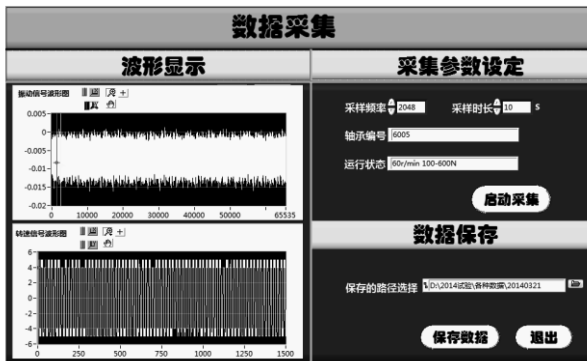 数据采集
波形显示
振动信号波形图
0.005
0
-0.005
-0.01
-0.015
-0.02
0 10000 20000 30000 40000 50000 65535
转速信号波形图
6
4
2
0
-2
-4
-6
0 250 500 750 1000 1250 1500
采集参数设定
采样频率 2048 采样时长 10 s
轴承编号 6005
运行状态 60r/min 100-600N
启动采集
数据保存
保存的路径选择 D:\2014试验\各种数据\20140321
保存数据 退出